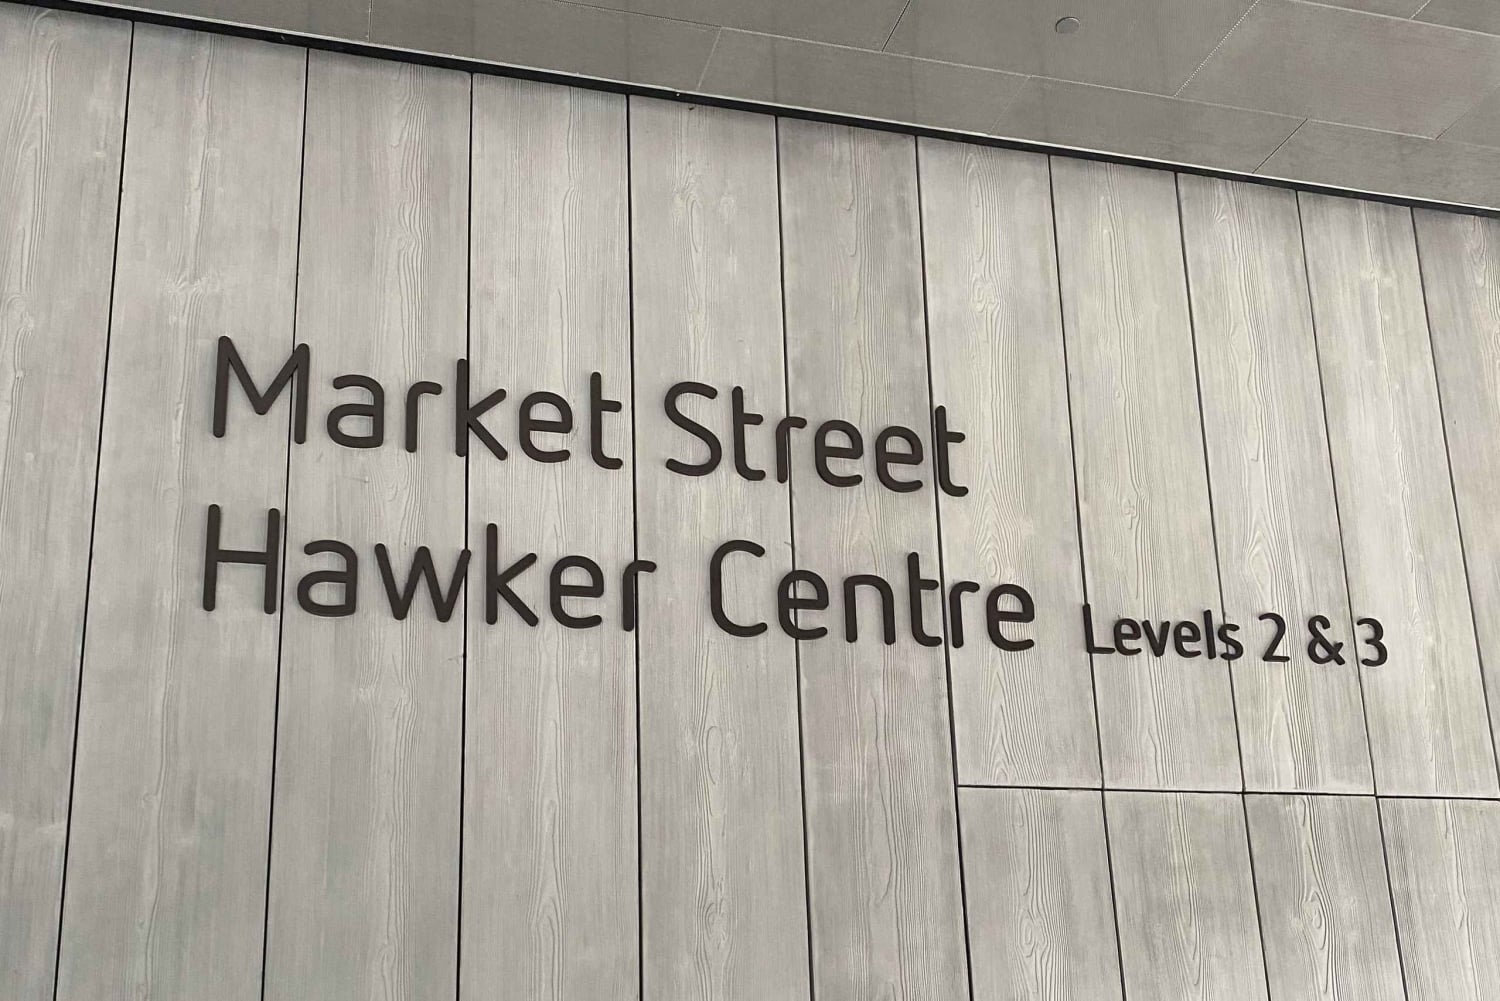 Market Street
Hawker Centre Levels 2 & 3